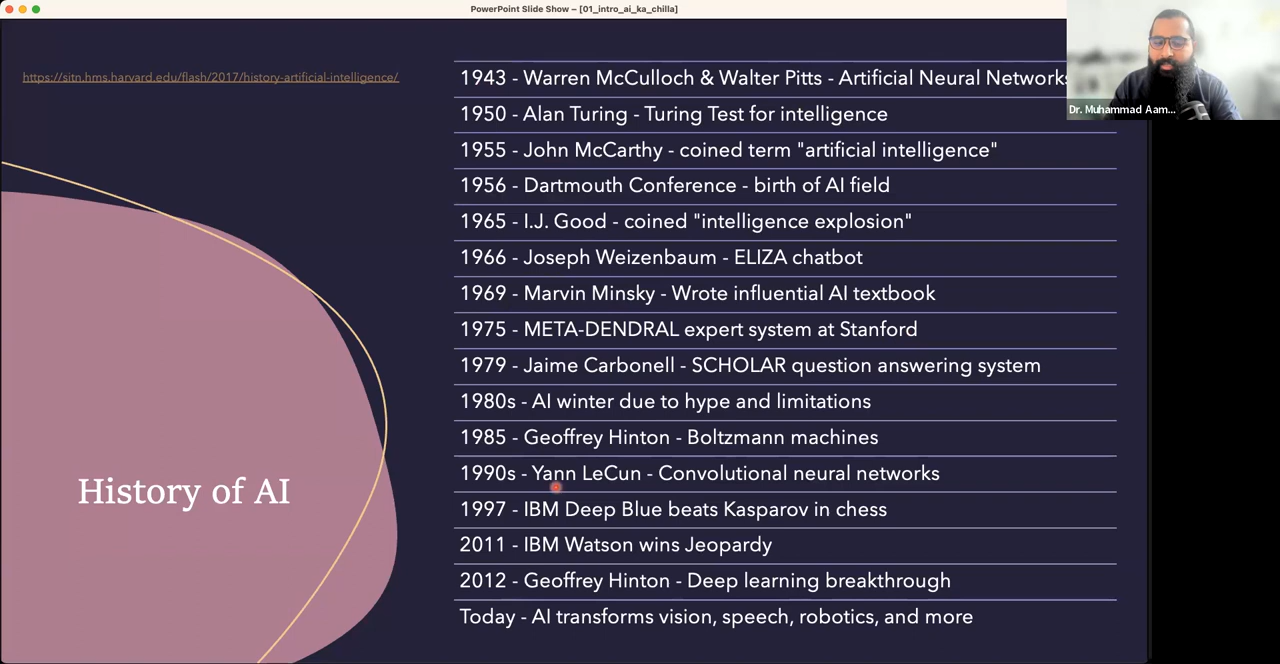 PowerPoint Slide Show – [01_intro_ai_ka_chilla]
https://sitn.hms.harvard.edu/flash/2017/history-artificial-intelligence/
1943 - Warren McCulloch & Walter Pitts - Artificial Neural Networks
1950 - Alan Turing - Turing Test for intelligence
1955 - John McCarthy - coined term "artificial intelligence"
1956 - Dartmouth Conference - birth of AI field
1965 - I.J. Good - coined "intelligence explosion"
1966 - Joseph Weizenbaum - ELIZA chatbot
1969 - Marvin Minsky - Wrote influential AI textbook
1975 - META-DENDRAL expert system at Stanford
1979 - Jaime Carbonell - SCHOLAR question answering system
1980s - AI winter due to hype and limitations
1985 - Geoffrey Hinton - Boltzmann machines
1990s - Yann LeCun - Convolutional neural networks
1997 - IBM Deep Blue beats Kasparov in chess
2011 - IBM Watson wins Jeopardy
2012 - Geoffrey Hinton - Deep learning breakthrough
Today - AI transforms vision, speech, robotics, and more
History of AI
Dr. Muhammad Aam...